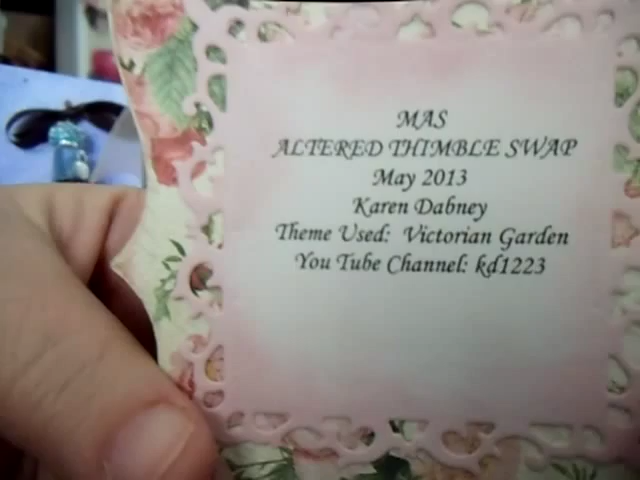 MAS
ALTERED THIMBLE SWAP
May 2013
Karen Dabney
Theme Used: Victorian Garden
You Tube Channel: kd1223